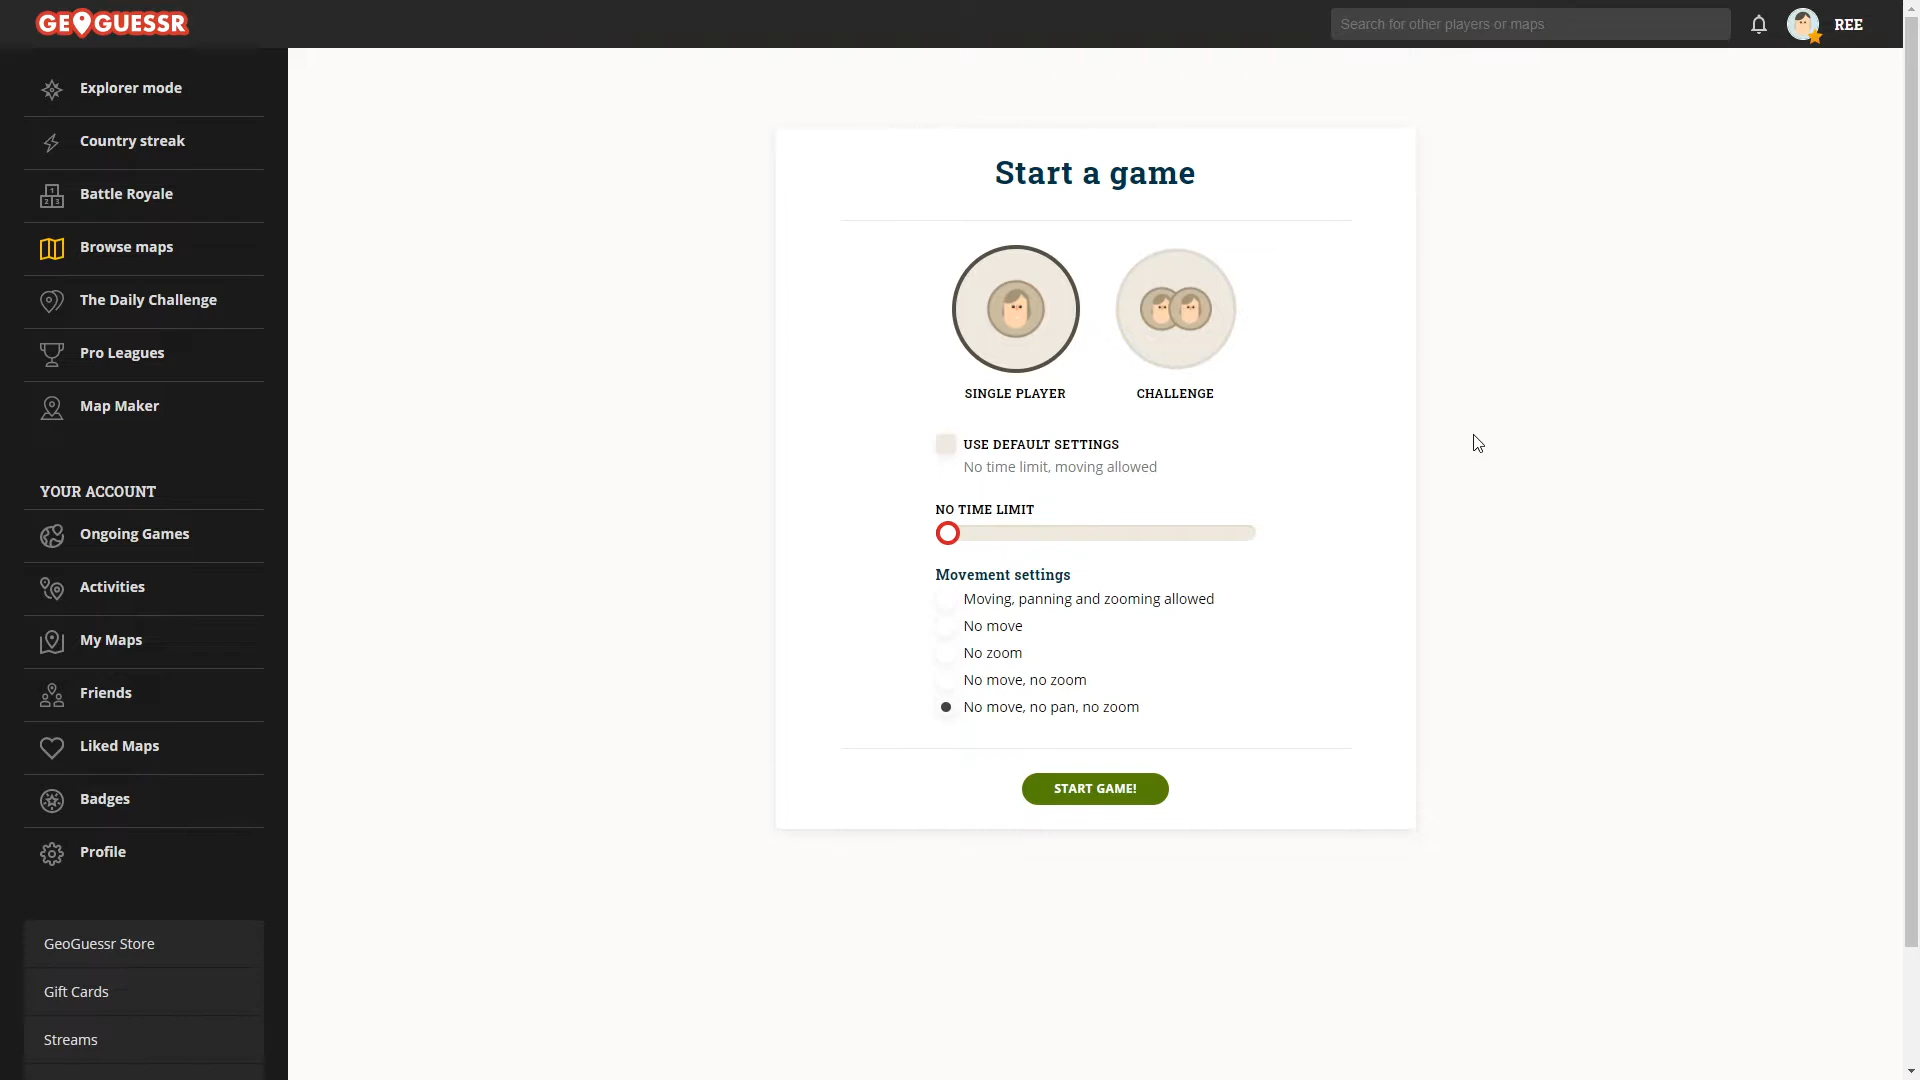 GEOGUESSR
Search for other players or maps
REE
Explorer mode
Country streak
Battle Royale
Browse maps
The Daily Challenge
Pro Leagues
Map Maker
YOUR ACCOUNT
Ongoing Games
Activities
My Maps
Friends
Liked Maps
Badges
Profile
GeoGuessr Store
Gift Cards
Streams
Start a game
SINGLE PLAYER
CHALLENGE
USE DEFAULT SETTINGS
No time limit, moving allowed
NO TIME LIMIT
Movement settings
Moving, panning and zooming allowed
No move
No zoom
No move, no zoom
No move, no pan, no zoom
START GAME!